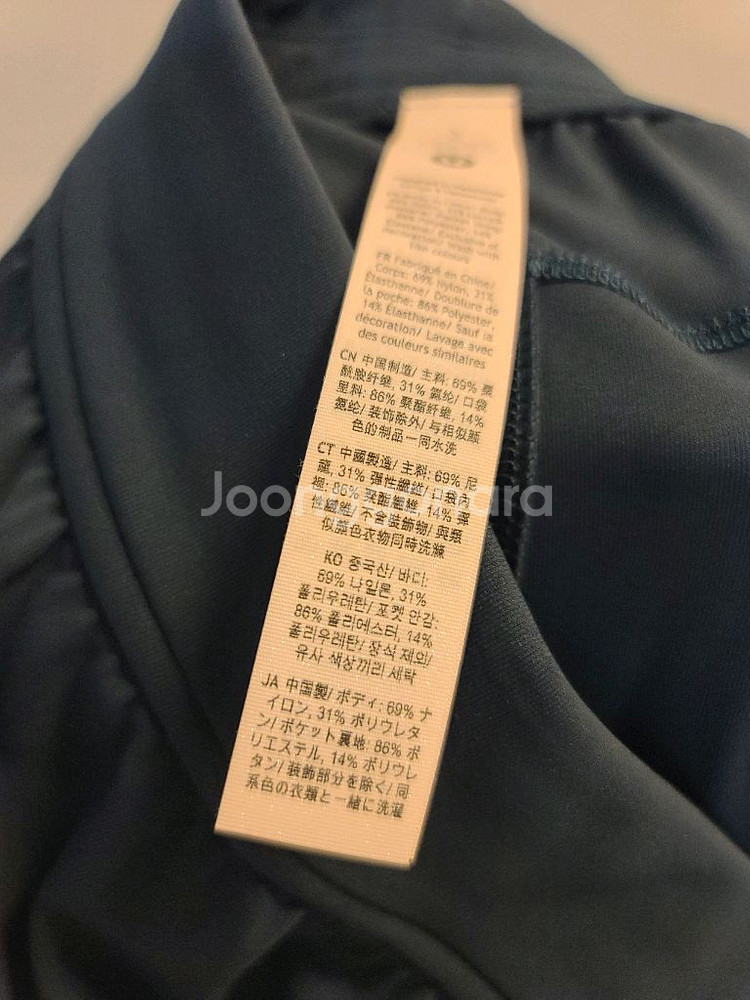 FR Fabriqué en Chine/
Corps: 69% Nylon, 31%
Élasthanne/ Doublure de
la poche: 86% Polyester,
14% Élasthanne/ Sauf la
décoration/ Lavage avec
des couleurs similaires
CN 中国制造/ 主料: 69% 聚
酰胺纤维, 31% 氨纶/ 口袋
里料: 86% 聚酯纤维, 14%
氨纶/ 装饰除外/ 与相似颜
色的制品一同水洗
CT 中國製造/ 主料: 69% 尼
龍, 31% 彈性纖維/
86% 聚酯纖維, 14% 彈
性纖維/ 不含裝飾物/ 與類
似顏色衣物同時洗滌
KO 중국산/ 바디:
69% 나일론, 31%
폴리우레탄/ 포켓 안감:
86% 폴리에스터, 14%
폴리우레탄/ 장식 제외/
유사 색상끼리 세탁
JA 中国製/ ボディ: 69% ナ
イロン, 31% ポリウレタ
ン/ ポケット裏地: 86% ポ
リエステル, 14% ポリウレ
タン/ 装飾部分を除く/ 同
系色の衣類と一緒に洗濯
Joonggonara